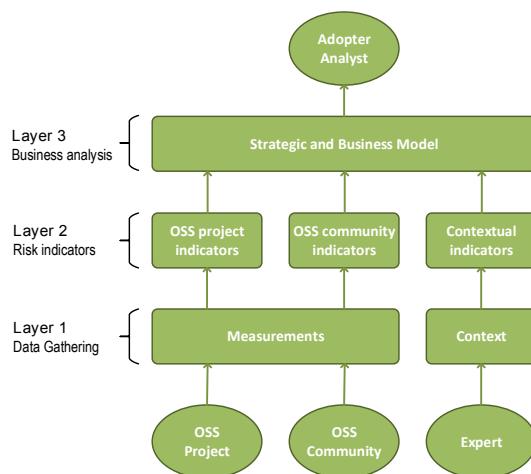 Adopter
Analyst
Layer 3
Business analysis
Strategic and Business Model
Layer 2
Risk indicators
OSS project
indicators
OSS community
indicators
Contextual
indicators
Layer 1
Data Gathering
Measurements
Context
OSS
Project
OSS
Community
Expert